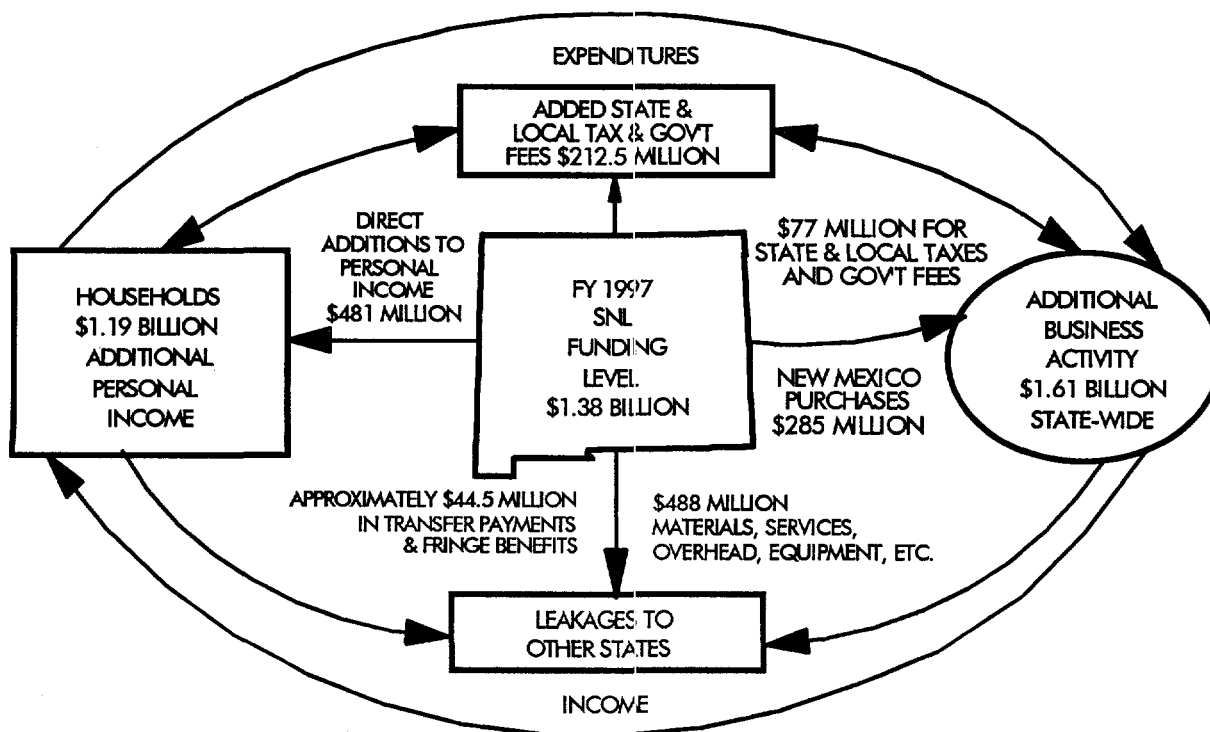 EXPENDITURES
ADDED STATE &
LOCAL TAX & GOV'T
FEES $212.5 MILLION
DIRECT
ADDITIONS TO
PERSONAL
INCOME
$481 MILLION
$77 MILLION FOR
STATE & LOCAL TAXES
AND GOV'T FEES
HOUSEHOLDS
$1.19 BILLION
ADDITIONAL
PERSONAL
INCOME
FY 1997
SNL
FUNDING
LEVEL.
$1.38 BILLION
ADDITIONAL
BUSINESS
ACTIVITY
$1.61 BILLION
STATE-WIDE
NEW MEXICO
PURCHASES
$285 MILLION
APPROXIMATELY $44.5 MILLION
IN TRANSFER PAYMENTS
& FRINGE BENEFITS
$488 MILLION
MATERIALS, SERVICES,
OVERHEAD, EQUIPMENT, ETC.
LEAKAGES TO
OTHER STATES
INCOME